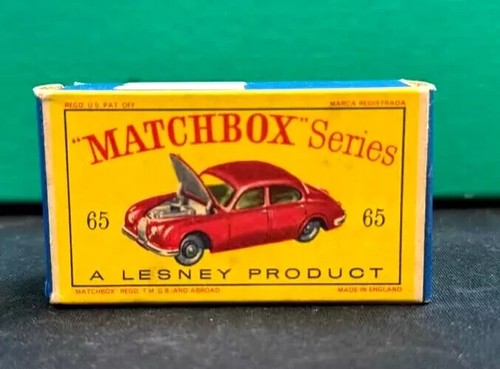 REGD. U.S. PAT. OFF. MARCA REGISTRADA
"MATCHBOX" Series
65 65
A LESNEY PRODUCT
MATCHBOX REGD. T.M. G.B. AND ABROAD MADE IN ENGLAND